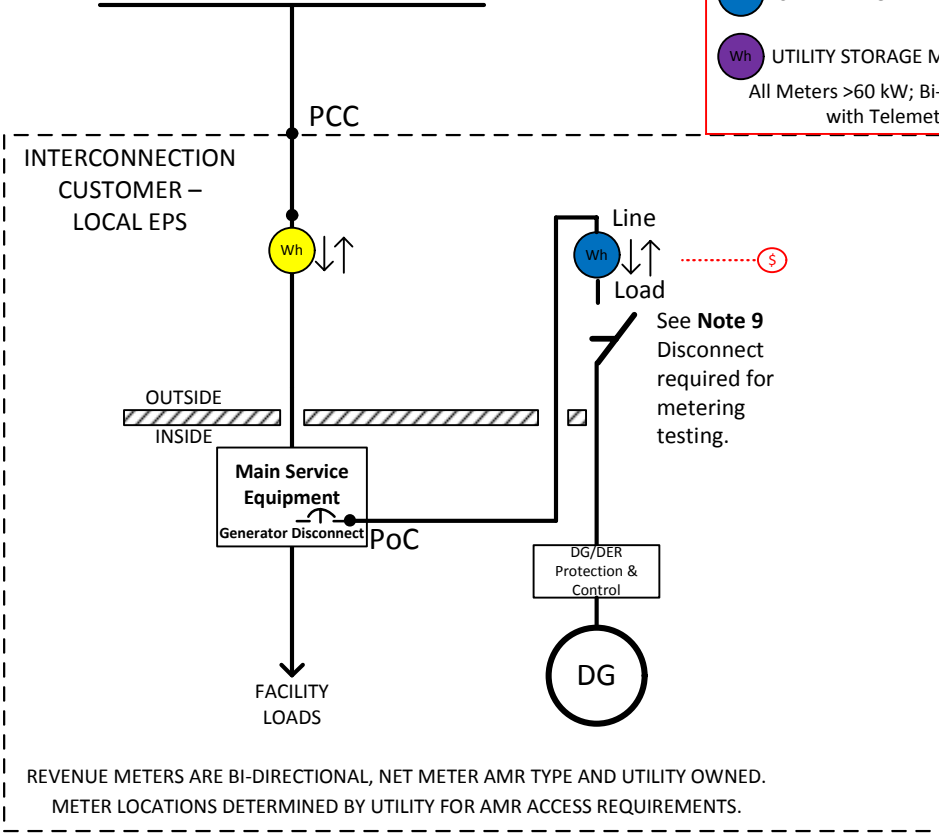 Wh UTILITY STORAGE
All Meters >60 kW;
with
PCC
INTERCONNECTION
CUSTOMER –
LOCAL EPS
Wh
Line
Wh
$
Load
See Note 9
Disconnect
required for
metering
testing.
OUTSIDE
INSIDE
Main Service
Equipment
Generator Disconnect
PoC
DG/DER
Protection &
Control
DG
FACILITY
LOADS
REVENUE METERS ARE BI-DIRECTIONAL, NET METER AMR TYPE AND UTILITY OWNED.
METER LOCATIONS DETERMINED BY UTILITY FOR AMR ACCESS REQUIREMENTS.